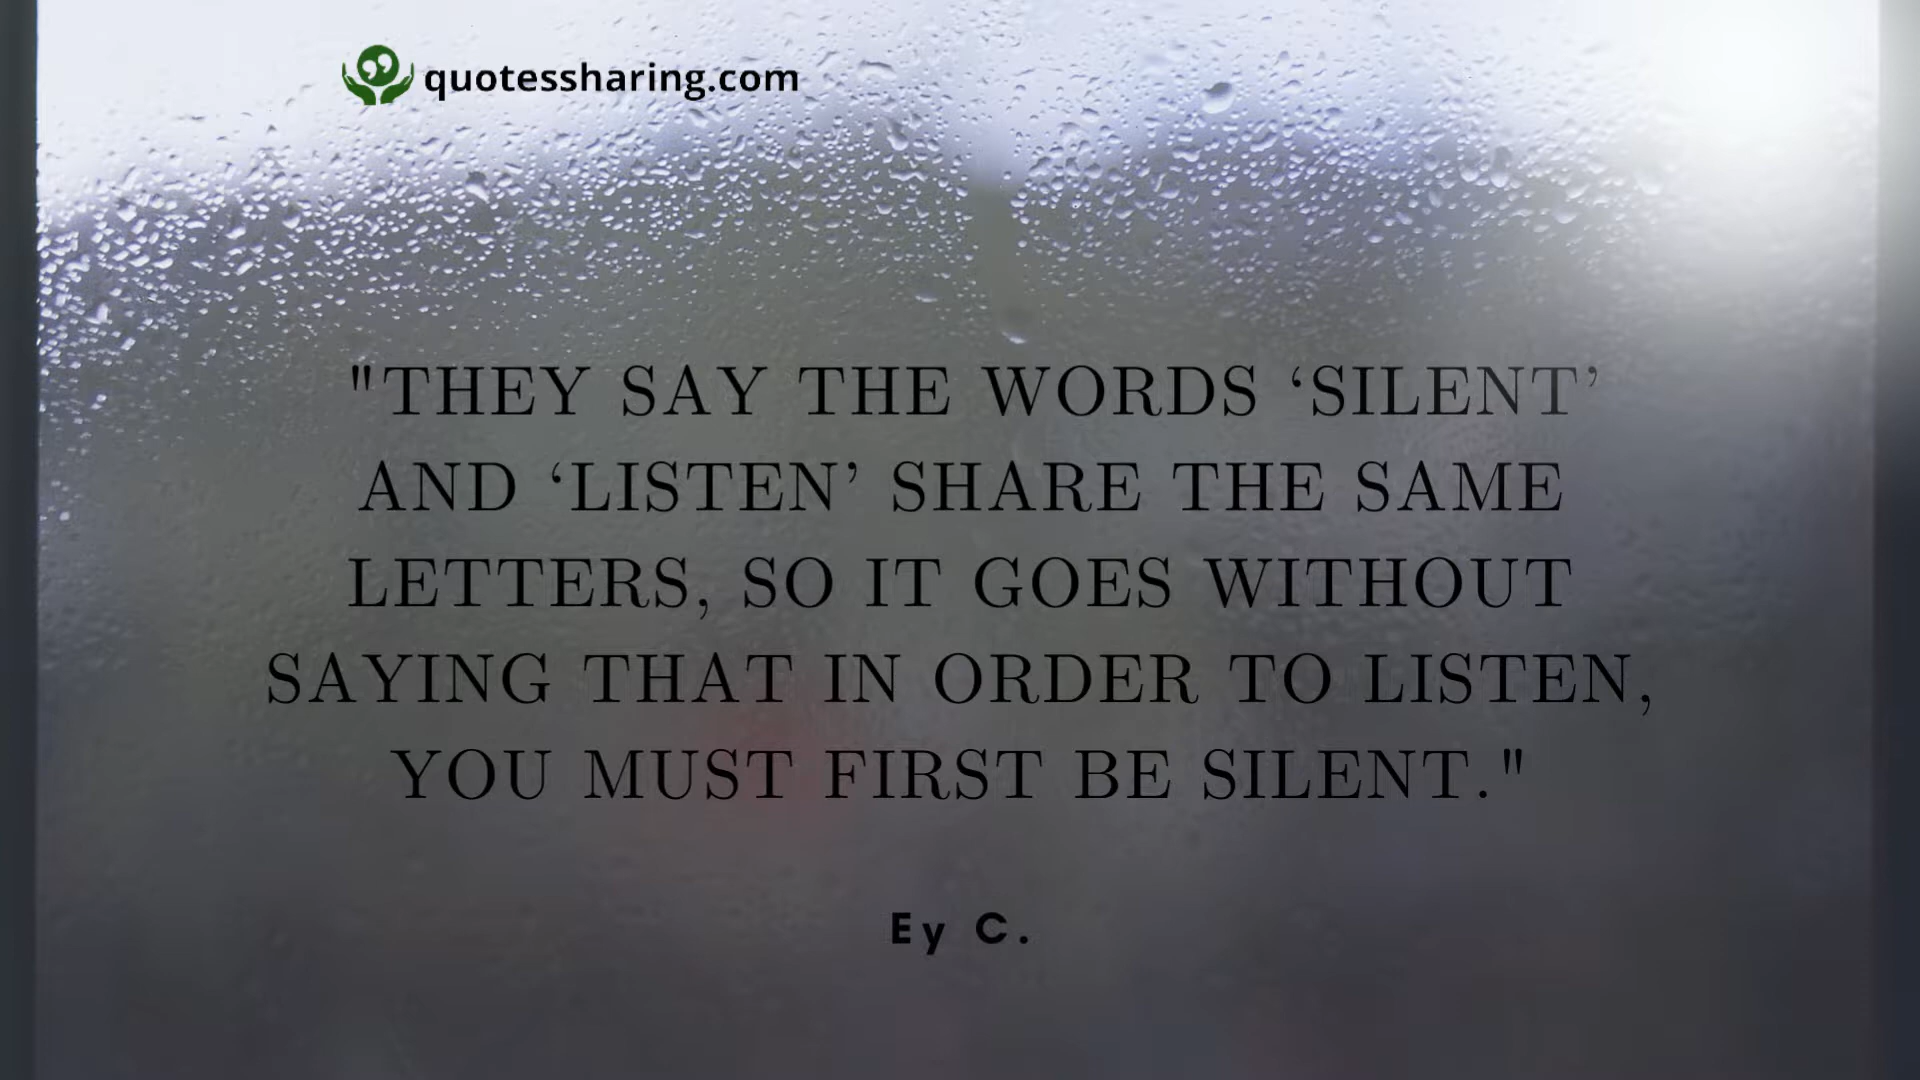 quotessharing.com
"THEY SAY THE WORDS ‘SILENT’
AND ‘LISTEN’ SHARE THE SAME
LETTERS, SO IT GOES WITHOUT
SAYING THAT IN ORDER TO LISTEN,
YOU MUST FIRST BE SILENT."
Ey C.